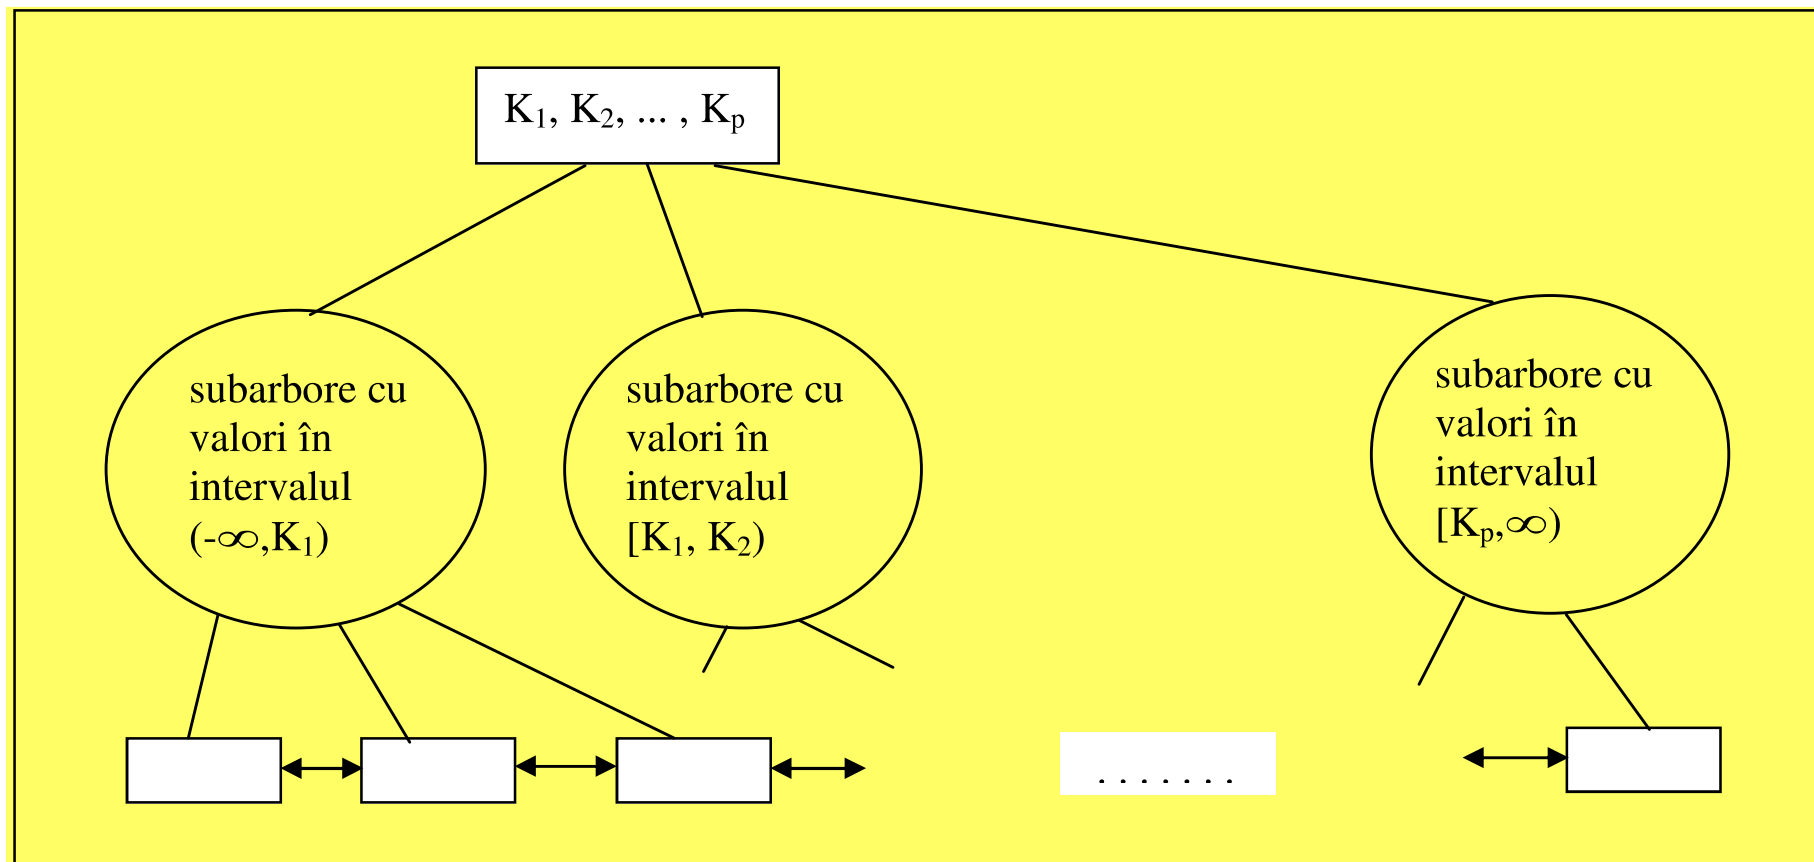 K₁, K₂, ... , Kₚ
subarbore cu
valori în
intervalul
(-∞,K₁)
subarbore cu
valori în
intervalul
[K₁, K₂)
subarbore cu
valori în
intervalul
[Kₚ,∞)
. . . . . . .